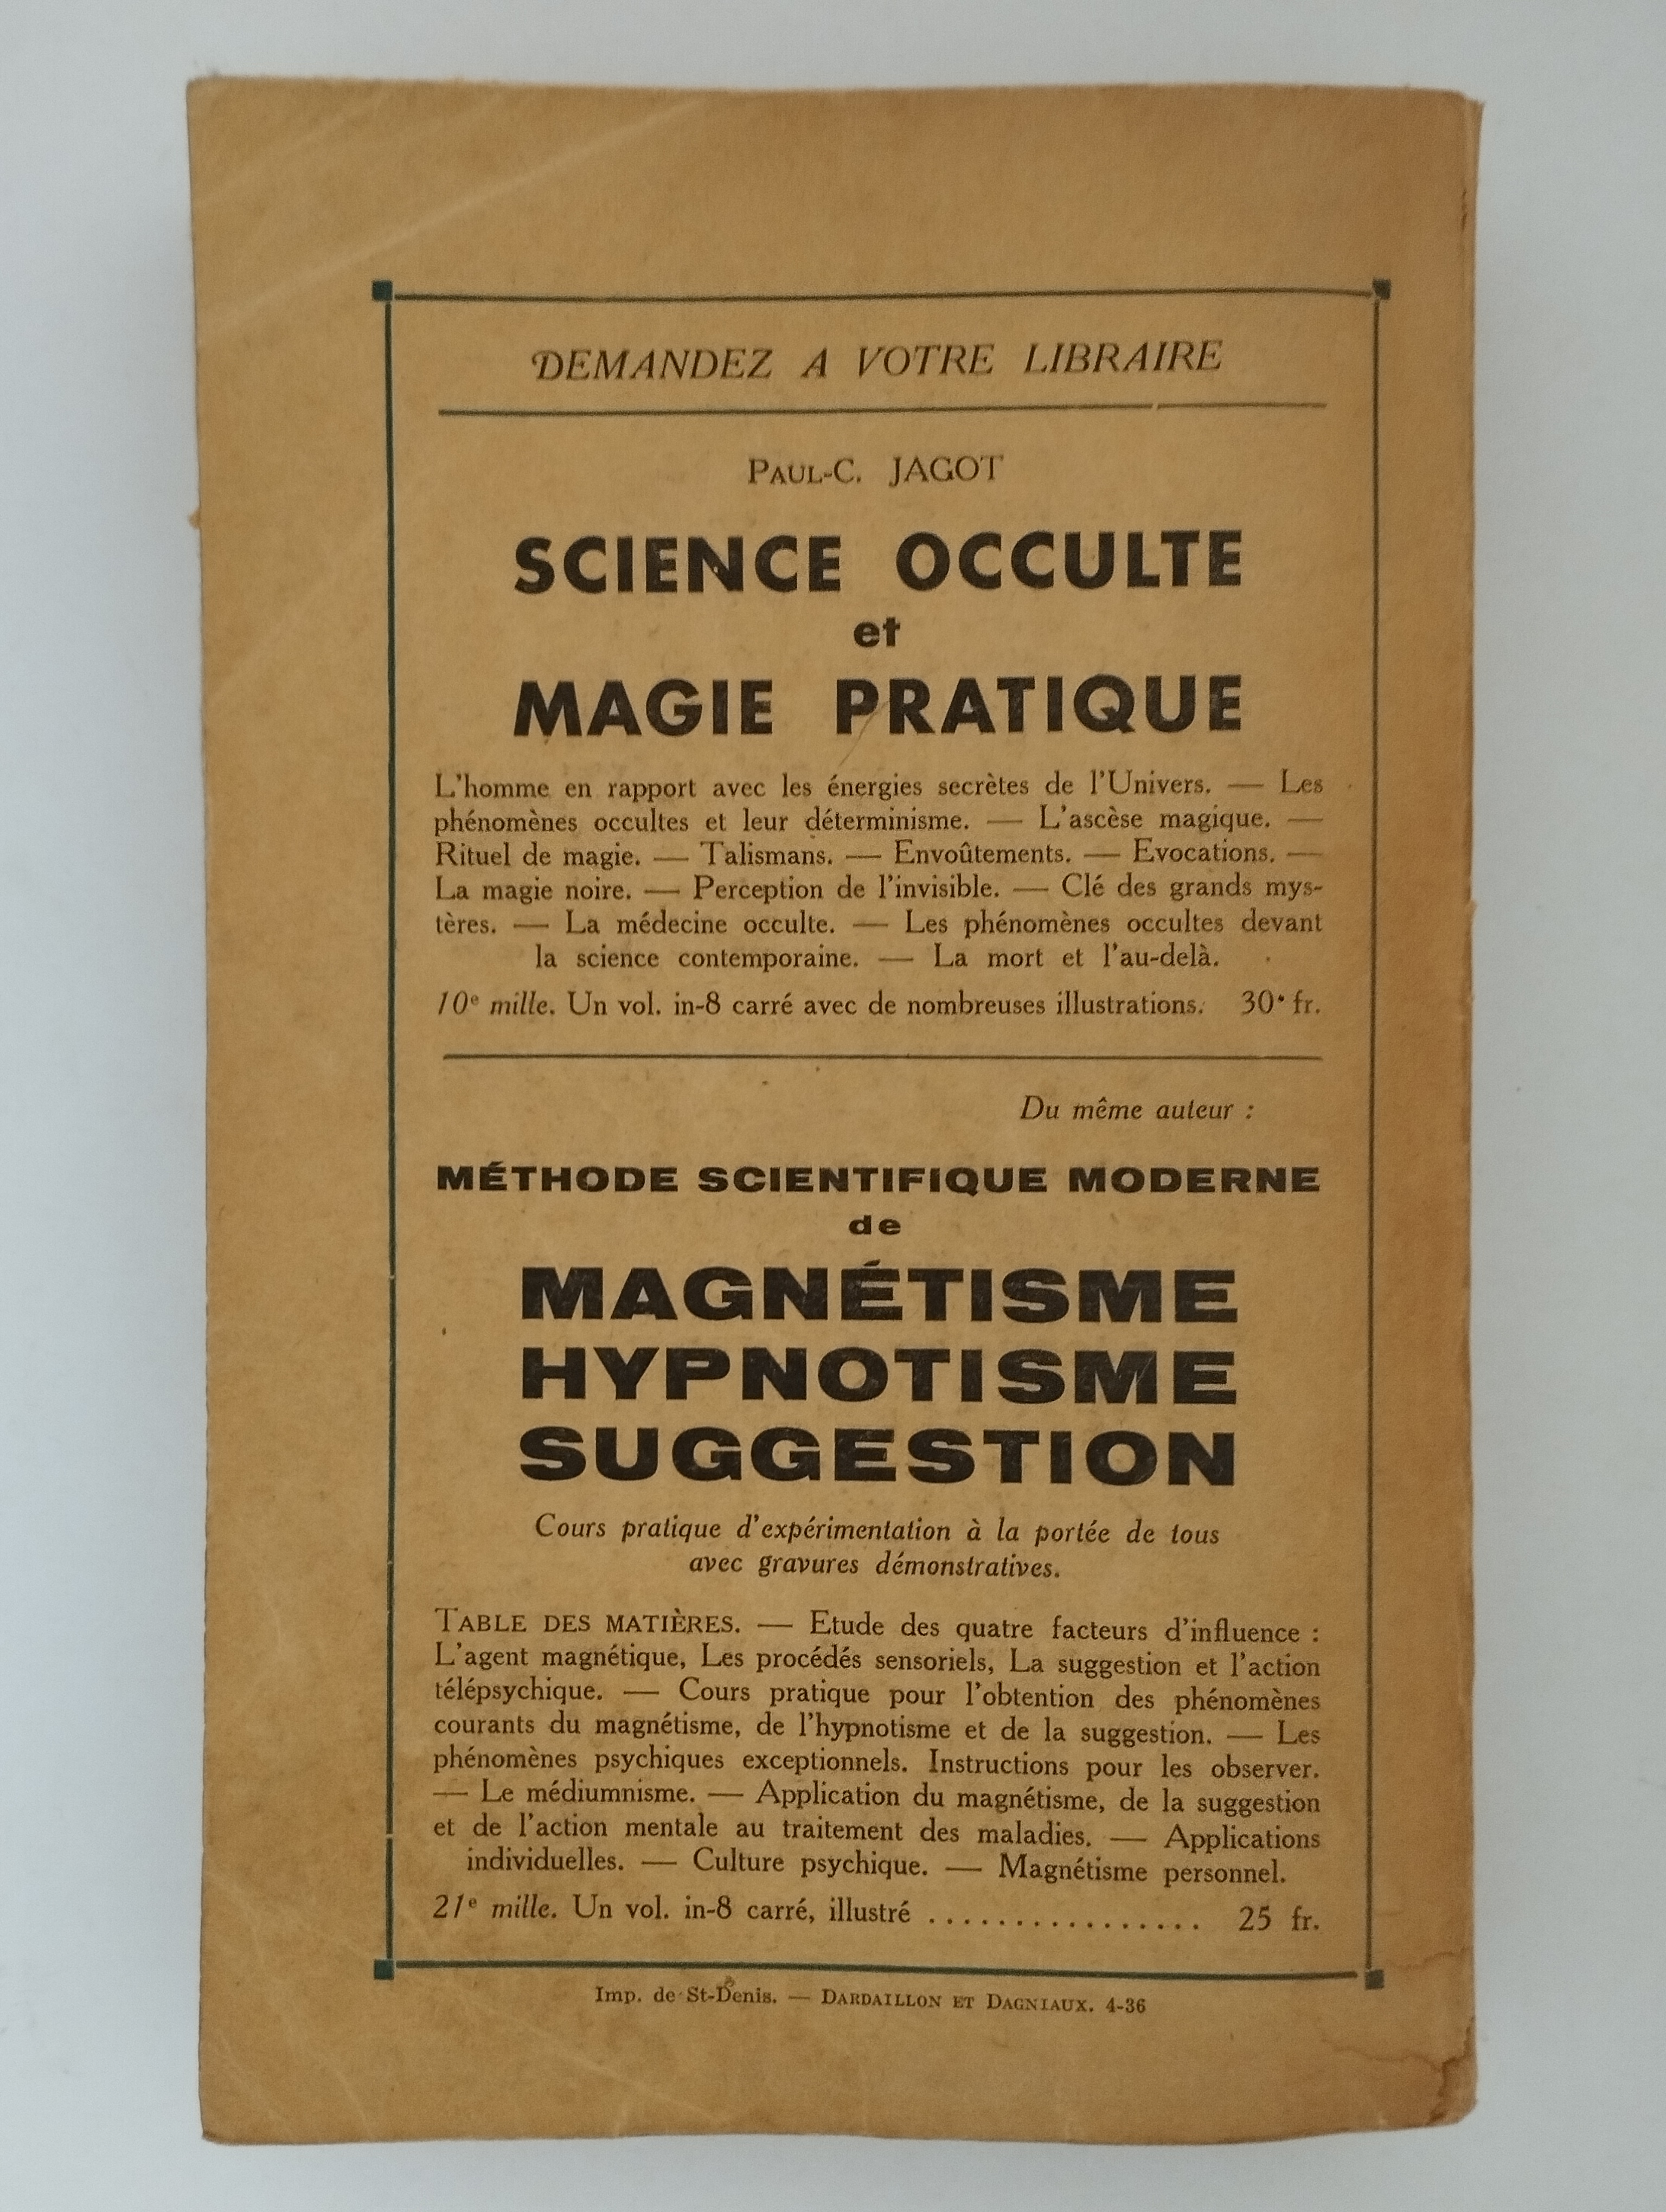 DEMANDEZ A VOTRE LIBRAIRE
PAUL-C. JAGOT
SCIENCE OCCULTE
et
MAGIE PRATIQUE
L'homme en rapport avec les énergies secrètes de l'Univers. — Les
phénomènes occultes et leur déterminisme. — L'ascèse magique. —
Rituel de magie. — Talismans. — Envoûtements. — Evocations. —
La magie noire. — Perception de l'invisible. — Clé des grands mys-
tères. — La médecine occulte. — Les phénomènes occultes devant
la science contemporaine. — La mort et l'au-delà.
10e mille. Un vol. in-8 carré avec de nombreuses illustrations. 30 fr.
Du même auteur :
MÉTHODE SCIENTIFIQUE MODERNE
de
MAGNÉTISME
HYPNOTISME
SUGGESTION
Cours pratique d'expérimentation à la portée de tous
avec gravures démonstratives.
TABLE DES MATIÈRES. — Etude des quatre facteurs d'influence :
L'agent magnétique, Les procédés sensoriels, La suggestion et l'action
télépsychique. — Cours pratique pour l'obtention des phénomènes
courants du magnétisme, de l'hypnotisme et de la suggestion. — Les
phénomènes psychiques exceptionnels. Instructions pour les observer.
— Le médiumnisme. — Application du magnétisme, de la suggestion
et de l'action mentale au traitement des maladies. — Applications
individuelles. — Culture psychique. — Magnétisme personnel.
21e mille. Un vol. in-8 carré, illustré ................ 25 fr.
Imp. de St-Denis. — DARDAILLON ET DAGNIAUX. 4-36